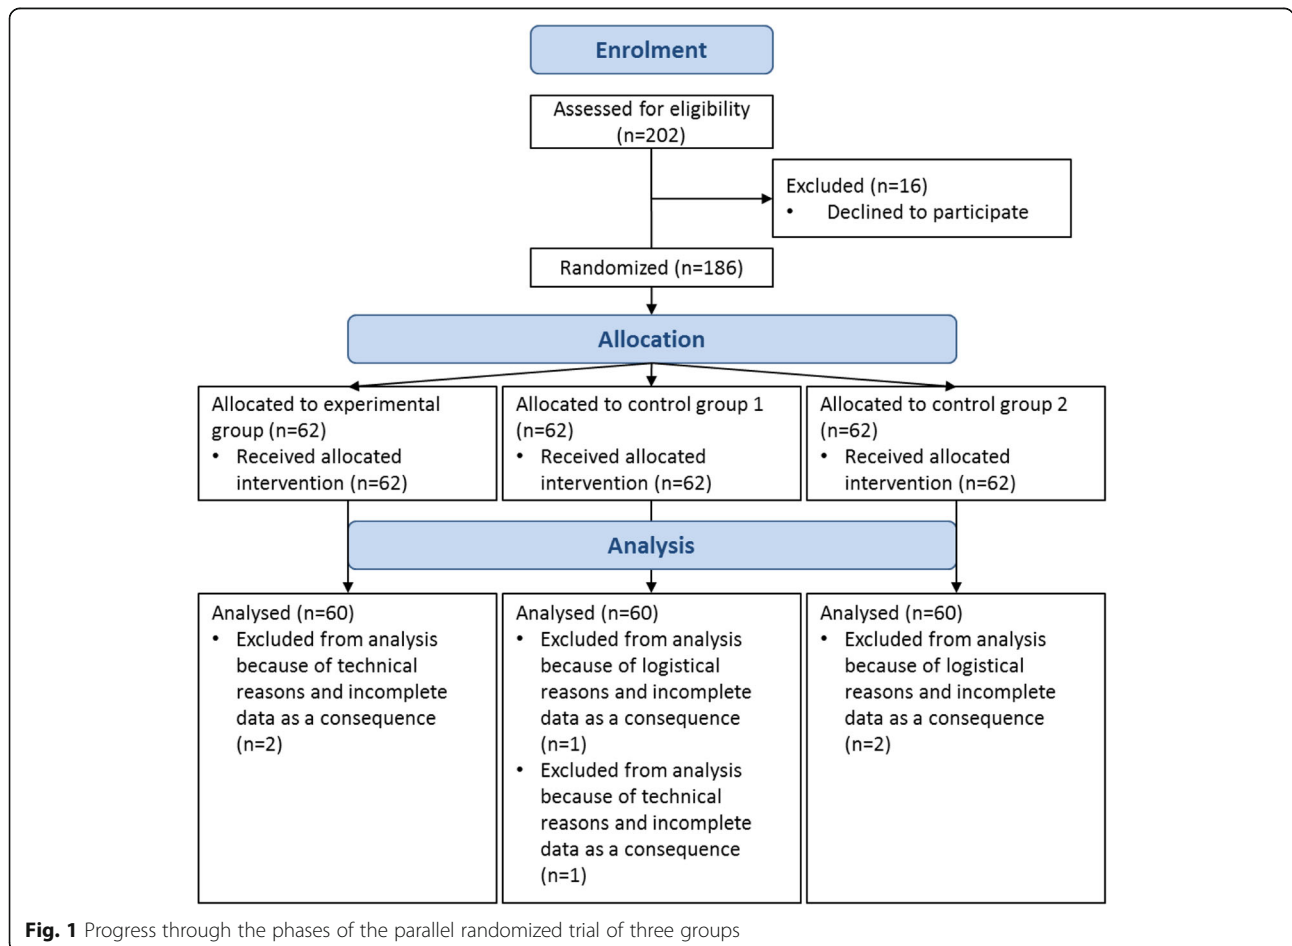 Enrolment
Assessed for eligibility
(n=202)
Excluded (n=16)
• Declined to participate
Randomized (n=186)
Allocation
Allocated to experimental
group (n=62)
• Received allocated
intervention (n=62)
Allocated to control group 1
(n=62)
• Received allocated
intervention (n=62)
Allocated to control group 2
(n=62)
• Received allocated
intervention (n=62)
Analysis
Analysed (n=60)
• Excluded from analysis
because of technical
reasons and incomplete
data as a consequence
(n=2)
Analysed (n=60)
• Excluded from analysis
because of logistical
reasons and incomplete
data as a consequence
(n=1)
• Excluded from analysis
because of technical
reasons and incomplete
data as a consequence
(n=1)
Analysed (n=60)
• Excluded from analysis
because of logistical
reasons and incomplete
data as a consequence
(n=2)
Fig. 1 Progress through the phases of the parallel randomized trial of three groups